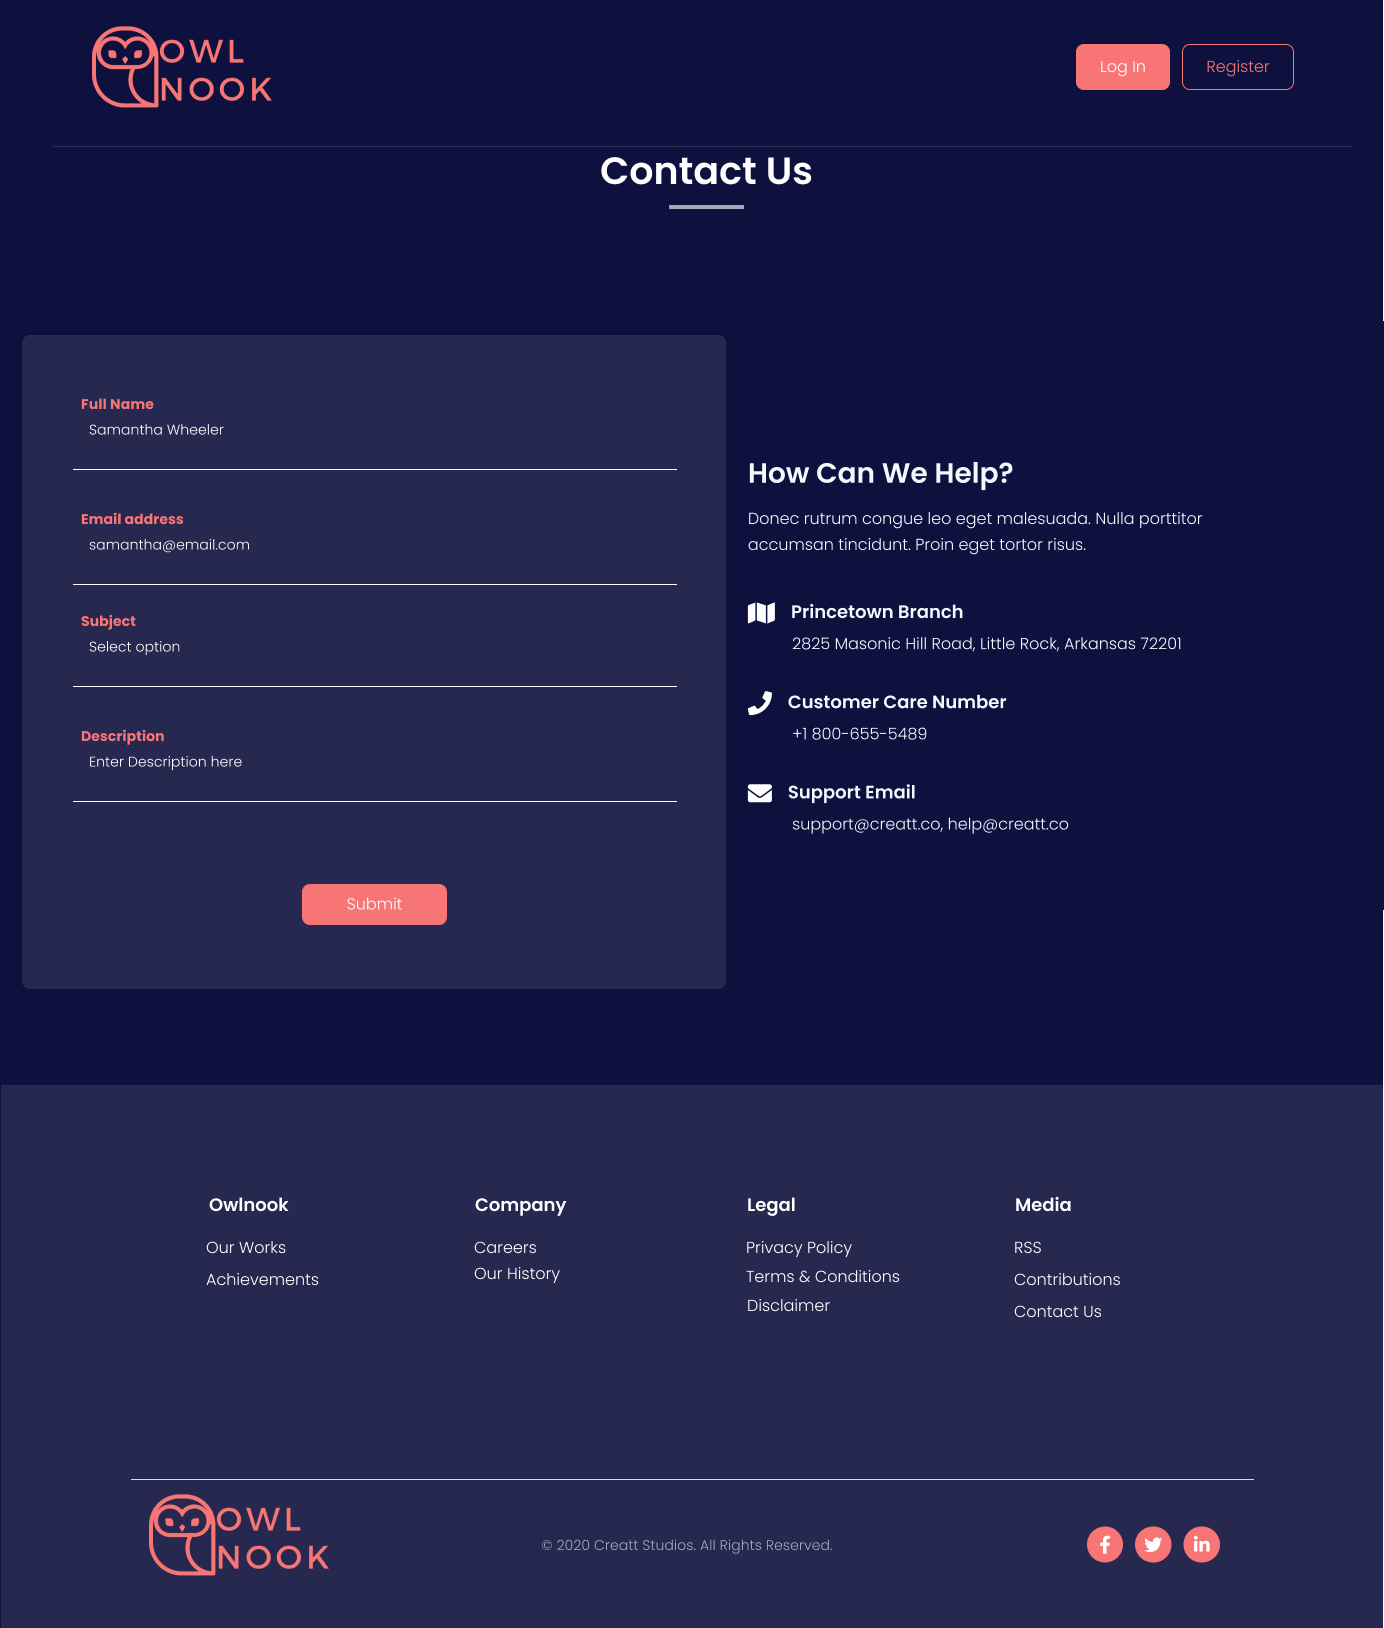 OWL
NOOK
Log In
Register
Contact Us
Full Name
Samantha Wheeler
Email address
samantha@email.com
Subject
Select option
Description
Enter Description here
Submit
How Can We Help?
Donec rutrum congue leo eget malesuada. Nulla porttitor
accumsan tincidunt. Proin eget tortor risus.
Princetown Branch
2825 Masonic Hill Road, Little Rock, Arkansas 72201
Customer Care Number
+1 800-655-5489
Support Email
support@creatt.co, help@creatt.co
Owlnook
Our Works
Achievements
Company
Careers
Our History
Legal
Privacy Policy
Terms & Conditions
Disclaimer
Media
RSS
Contributions
Contact Us
OWL
NOOK
© 2020 Creatt Studios. All Rights Reserved.